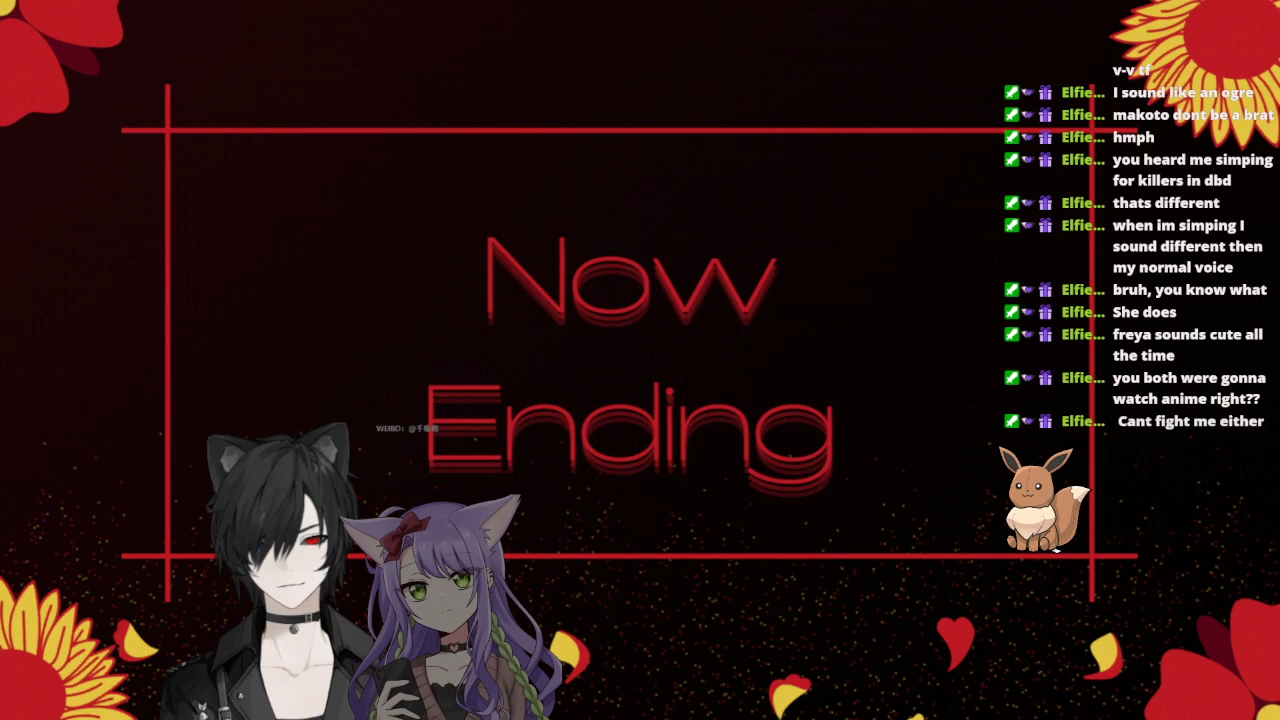 v-v tf
Elfie... I sound like an ogre
Elfie... makoto dont be a brat
Elfie... hmph
Elfie... you heard me simping
for killers in dbd
Elfie... thats different
Elfie... when im simping I
sound different then
my normal voice
Elfie... bruh, you know what
Elfie... She does
Elfie... freya sounds cute all
the time
Elfie... you both were gonna
watch anime right??
Elfie... Cant fight me either
Now
Ending
WEIBO: @千